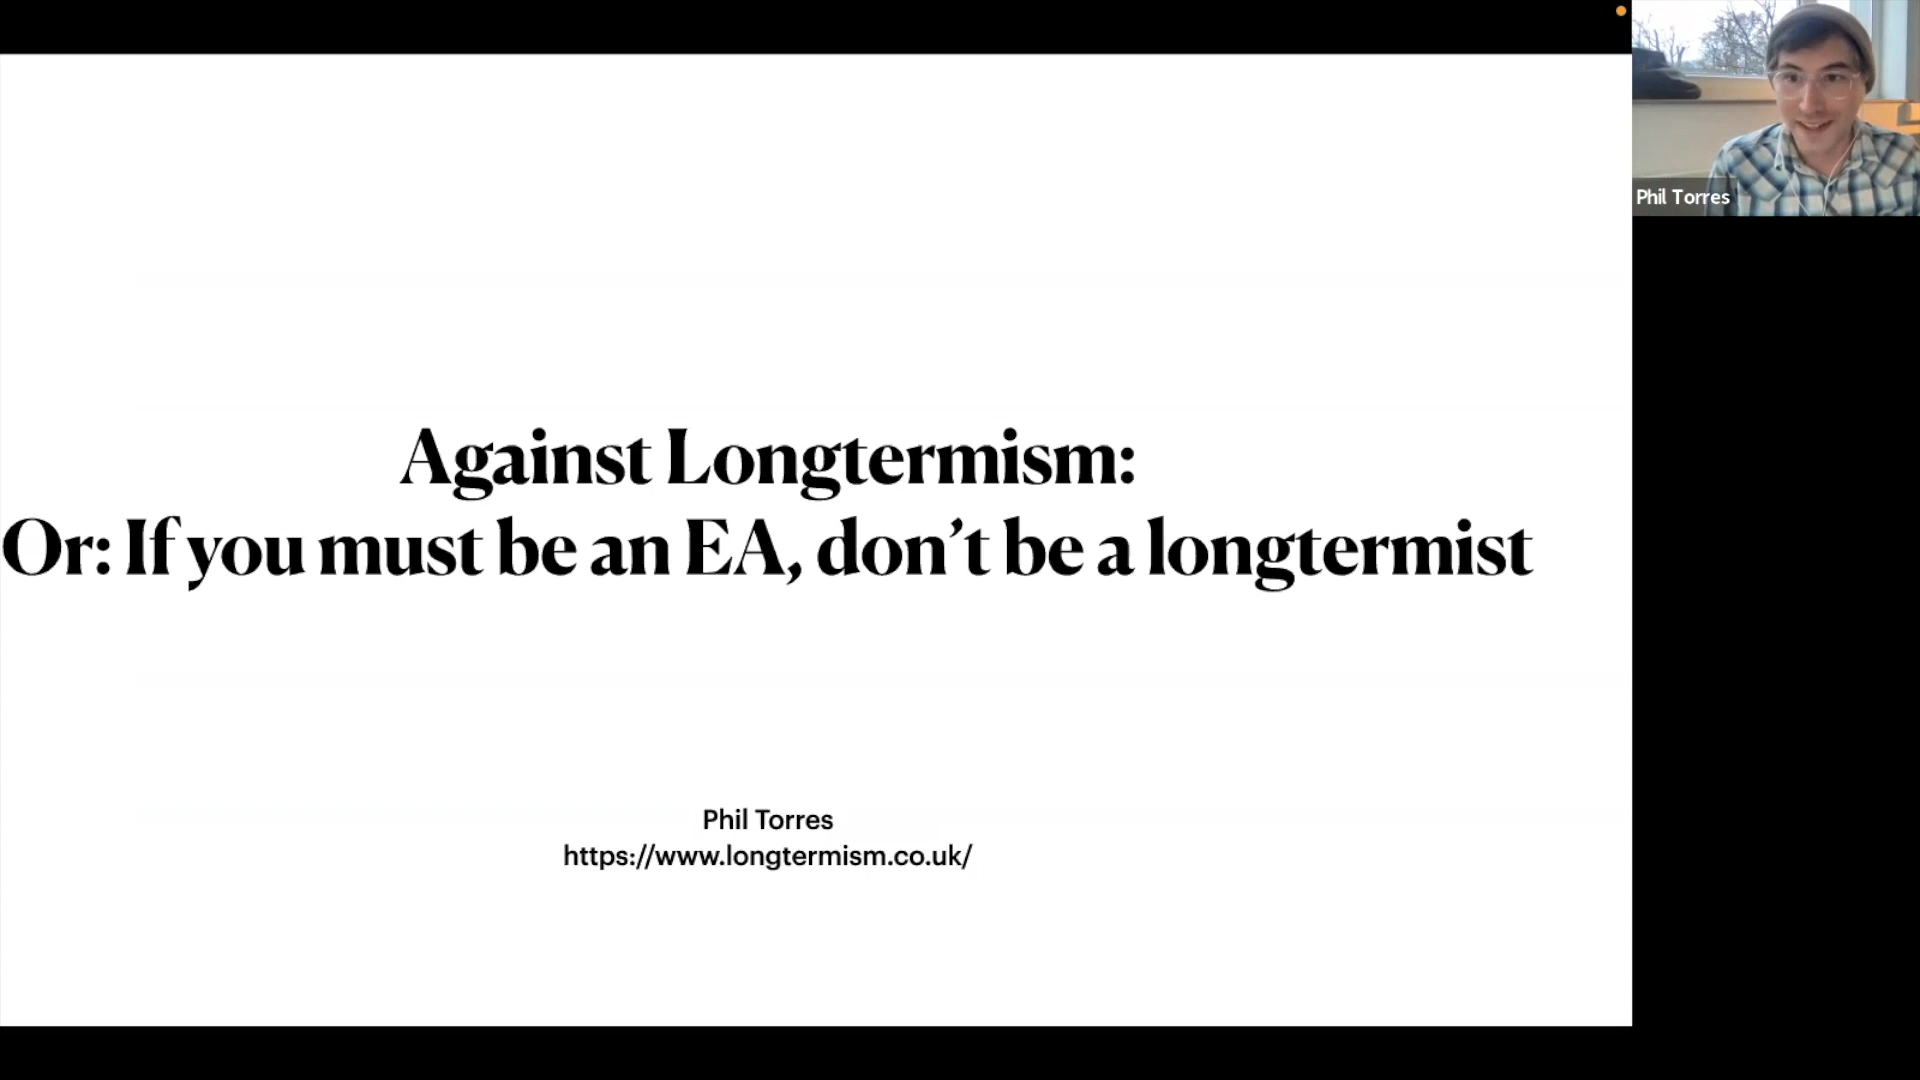 Against Longtermism:
Or: If you must be an EA, don’t be a longtermist
Phil Torres
https://www.longtermism.co.uk/
Phil Torres